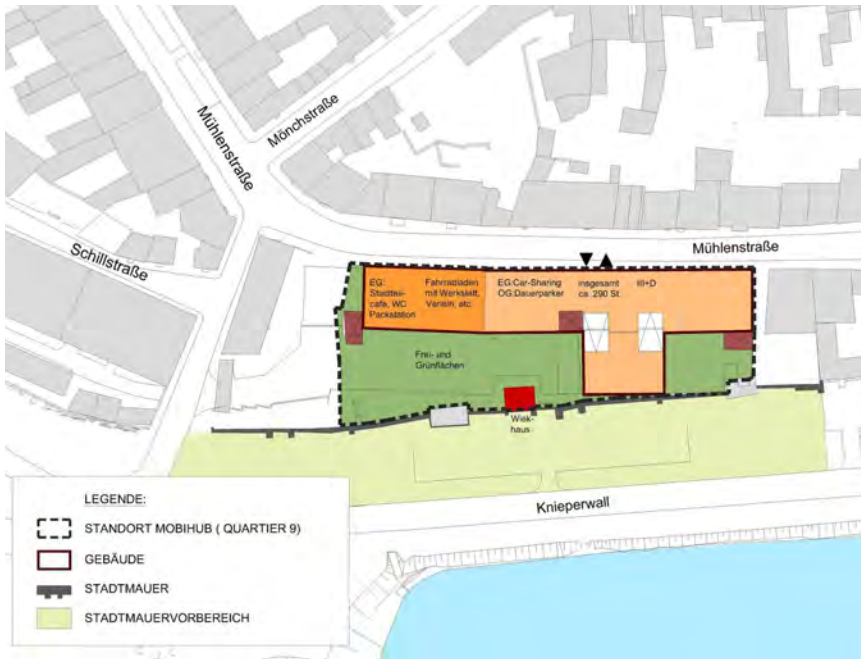 Mühlenstraße
Mönchstraße
Schillstraße
Mühlenstraße
EG:
Stadtteil-
cafe, WC
Packstation
Fahrradladen
mit Werkstatt,
Verleih, etc.
EG:Car-Sharing
OG:Dauerparker
insgesamt
ca. 290 St.
III+D
Frei- und
Grünflächen
Wiek-
haus
Knieperwall
LEGENDE:
STANDORT MOBIHUB ( QUARTIER 9)
GEBÄUDE
STADTMAUER
STADTMAUERVORBEREICH